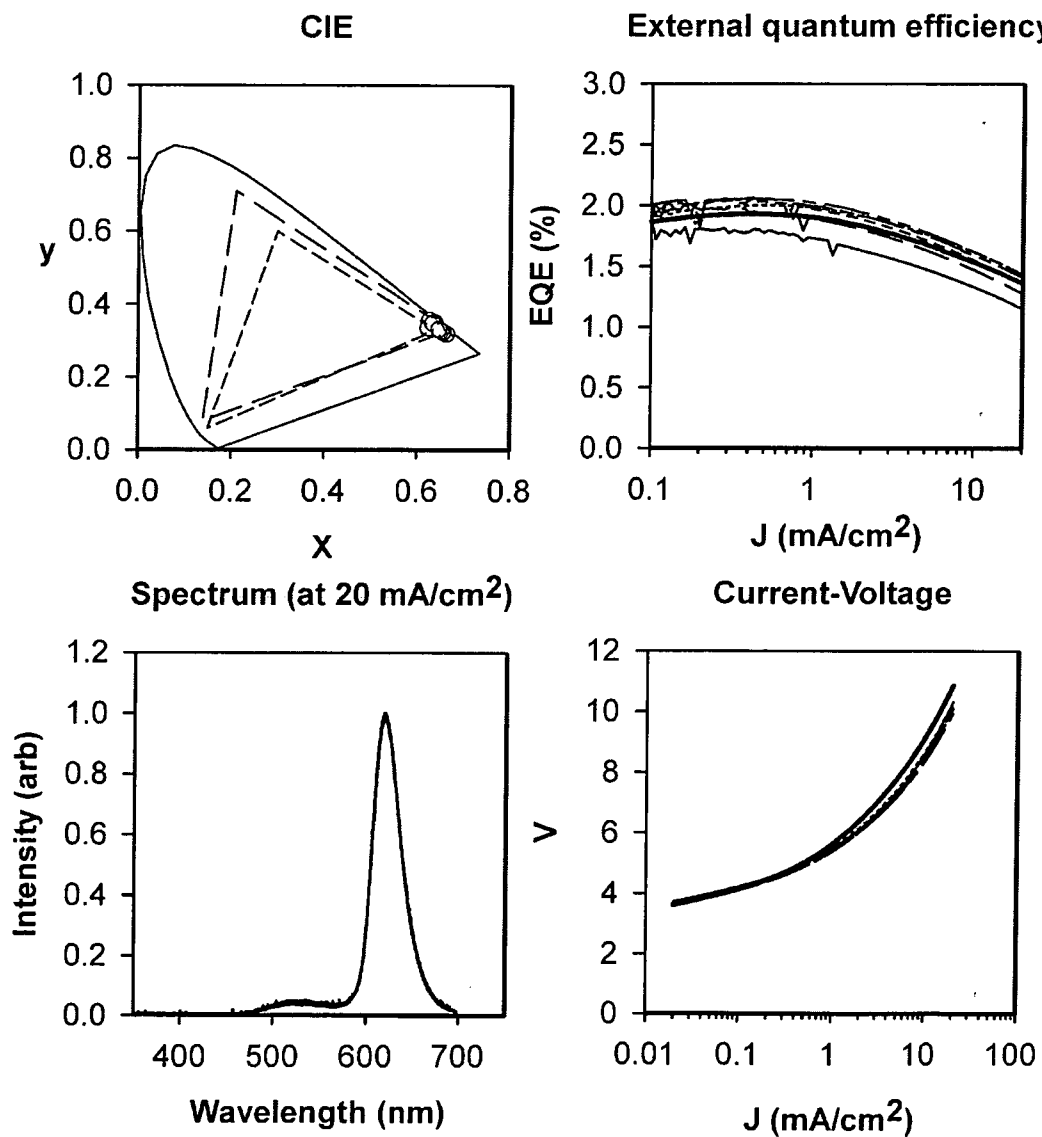 CIE
1.0
0.8
0.6
0.4
0.2
0.0
y
0.0 0.2 0.4 0.6 0.8
X
External quantum efficiency
3.0
2.5
2.0
1.5
1.0
0.5
0.0
EQE (%)
0.1 1 10
J (mA/cm2)
Spectrum (at 20 mA/cm2)
1.2
1.0
0.8
0.6
0.4
0.2
0.0
Intensity (arb)
400 500 600 700
Wavelength (nm)
Current-Voltage
12
10
8
6
4
2
0
V
0.01 0.1 1 10 100
J (mA/cm2)